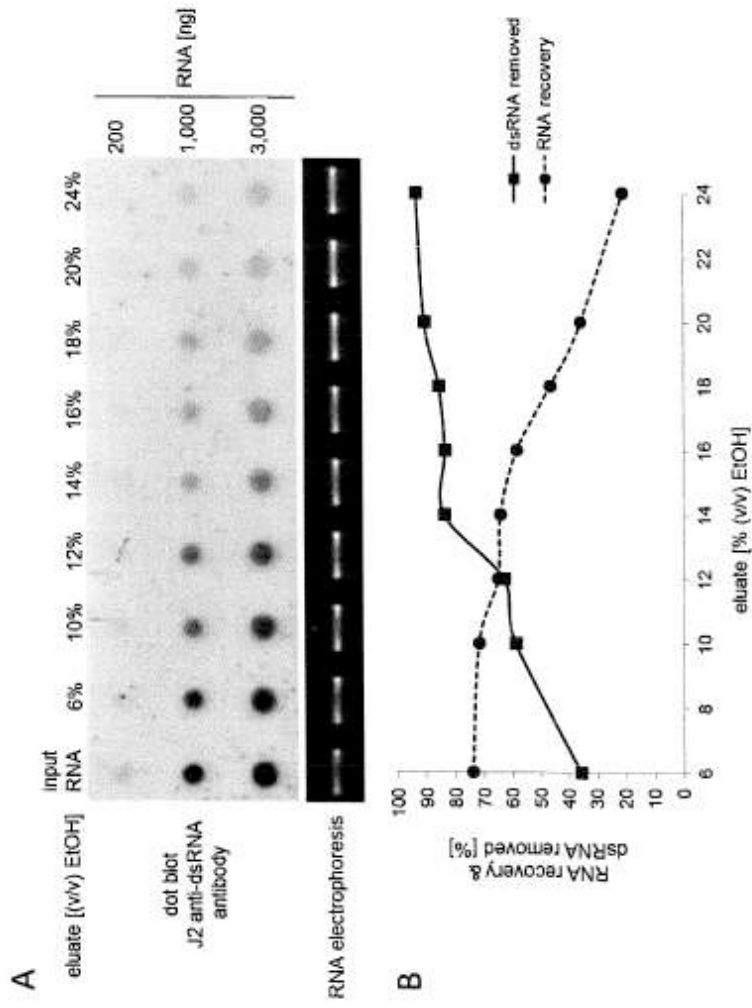 A
eluate [(v/v) EtOH]
input RNA 6% 10% 12% 14% 16% 18% 20% 24%
RNA [ng]
200
1,000
3,000
dot blot
J2 anti-dsRNA
antibody
RNA electrophoresis
B
RNA recovery &
dsRNA removed [%]
100
90
80
70
60
50
40
30
20
10
0
6 8 10 12 14 16 18 20 22 24
eluate [% (v/v) EtOH]
dsRNA removed
RNA recovery